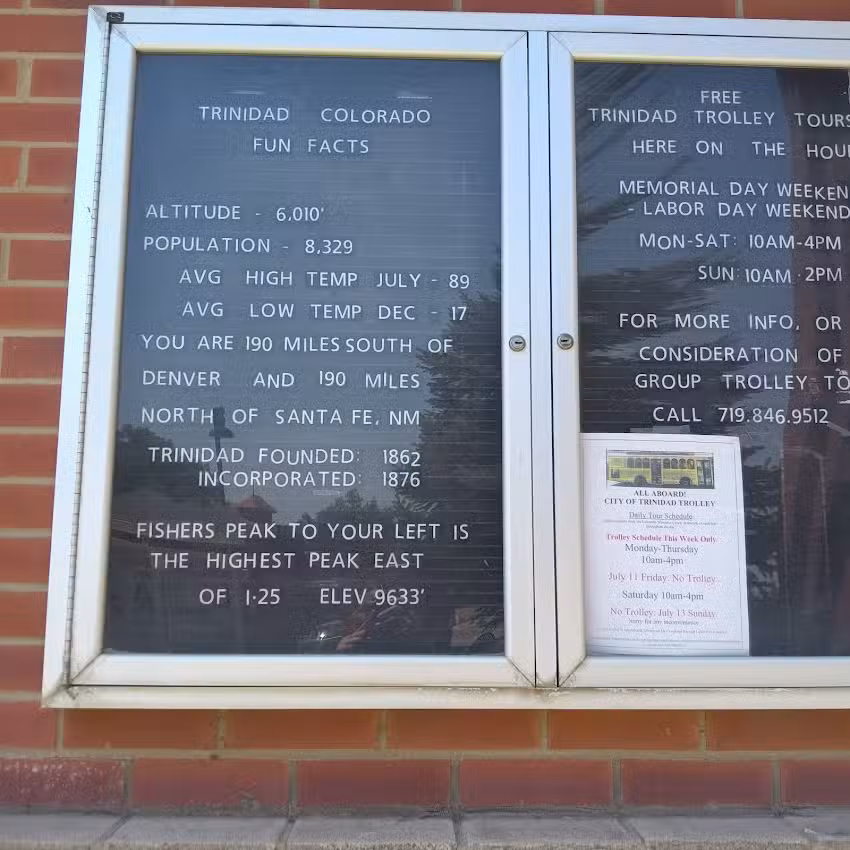 TRINIDAD COLORADO
FUN FACTS
ALTITUDE - 6,010'
POPULATION - 8,329
AVG HIGH TEMP JULY - 89
AVG LOW TEMP DEC - 17
YOU ARE 190 MILES SOUTH OF
DENVER AND 190 MILES
NORTH OF SANTA FE, NM
TRINIDAD FOUNDED: 1862
INCORPORATED: 1876
FISHERS PEAK TO YOUR LEFT IS
THE HIGHEST PEAK EAST
OF I-25 ELEV 9633'
FREE
TRINIDAD TROLLEY TOURS
HERE ON THE HOU
MEMORIAL DAY WEEKEN
- LABOR DAY WEEKEND
MON-SAT: 10AM-4PM
SUN: 10AM-2PM
FOR MORE INFO, OR
CONSIDERATION OF
GROUP TROLLEY TO
CALL 719.846.9512
ALL ABOARD!
CITY OF TRINIDAD TROLLEY
Daily Tour Schedule
Trolley Schedule This Week Only
Monday-Thursday
10am-4pm
July 11 Friday: No Trolley
Saturday 10am-4pm
No Trolley: July 13 Sunday
Sorry for any inconvenience